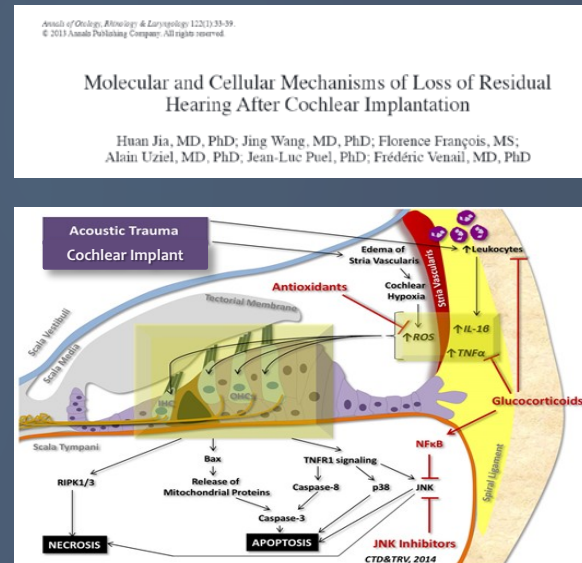 Annals of Otology, Rhinology & Laryngology 122(1):33-39.
© 2013 Annals Publishing Company. All rights reserved.
Molecular and Cellular Mechanisms of Loss of Residual
Hearing After Cochlear Implantation
Huan Jia, MD, PhD; Jing Wang, MD, PhD; Florence François, MS;
Alain Uziel, MD, PhD; Jean-Luc Puel, PhD; Frédéric Venail, MD, PhD
Acoustic Trauma
Cochlear Implant
Edema of
Stria Vascularis
↑Leukocytes
Stria Vascularis
Antioxidants
Cochlear
Hypoxia
Tectorial Membrane
Scala Vestibuli
Scala Media
↑ROS
↑IL-1β
↑TNFα
IHC
OHCs
Glucocorticoids
Scala Tympani
NFκB
Spiral Ligament
Bax
TNFR1 signaling
RIPK1/3
Release of
Mitochondrial Proteins
Caspase-8
p38
JNK
Caspase-3
NECROSIS
APOPTOSIS
JNK Inhibitors
CTD&TRV, 2014